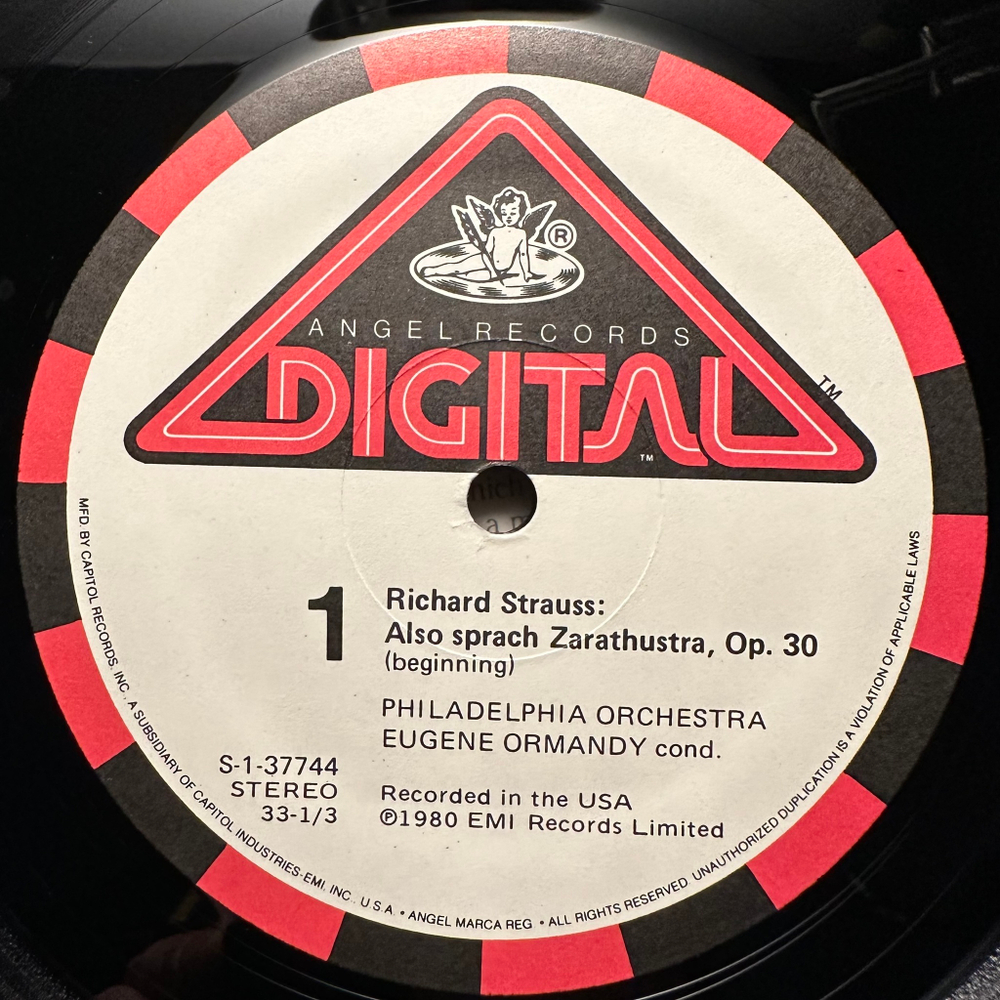 ®
ANGEL RECORDS
DIGITAL
TM
TM
1
Richard Strauss:
Also sprach Zarathustra, Op. 30
(beginning)
PHILADELPHIA ORCHESTRA
EUGENE ORMANDY cond.
S-1-37744
STEREO
33-1/3
Recorded in the USA
℗1980 EMI Records Limited
MFD. BY CAPITOL RECORDS, INC., A SUBSIDIARY OF CAPITOL INDUSTRIES-EMI, INC., U.S.A. • ANGEL MARCA REG. • ALL RIGHTS RESERVED. UNAUTHORIZED DUPLICATION IS A VIOLATION OF APPLICABLE LAWS